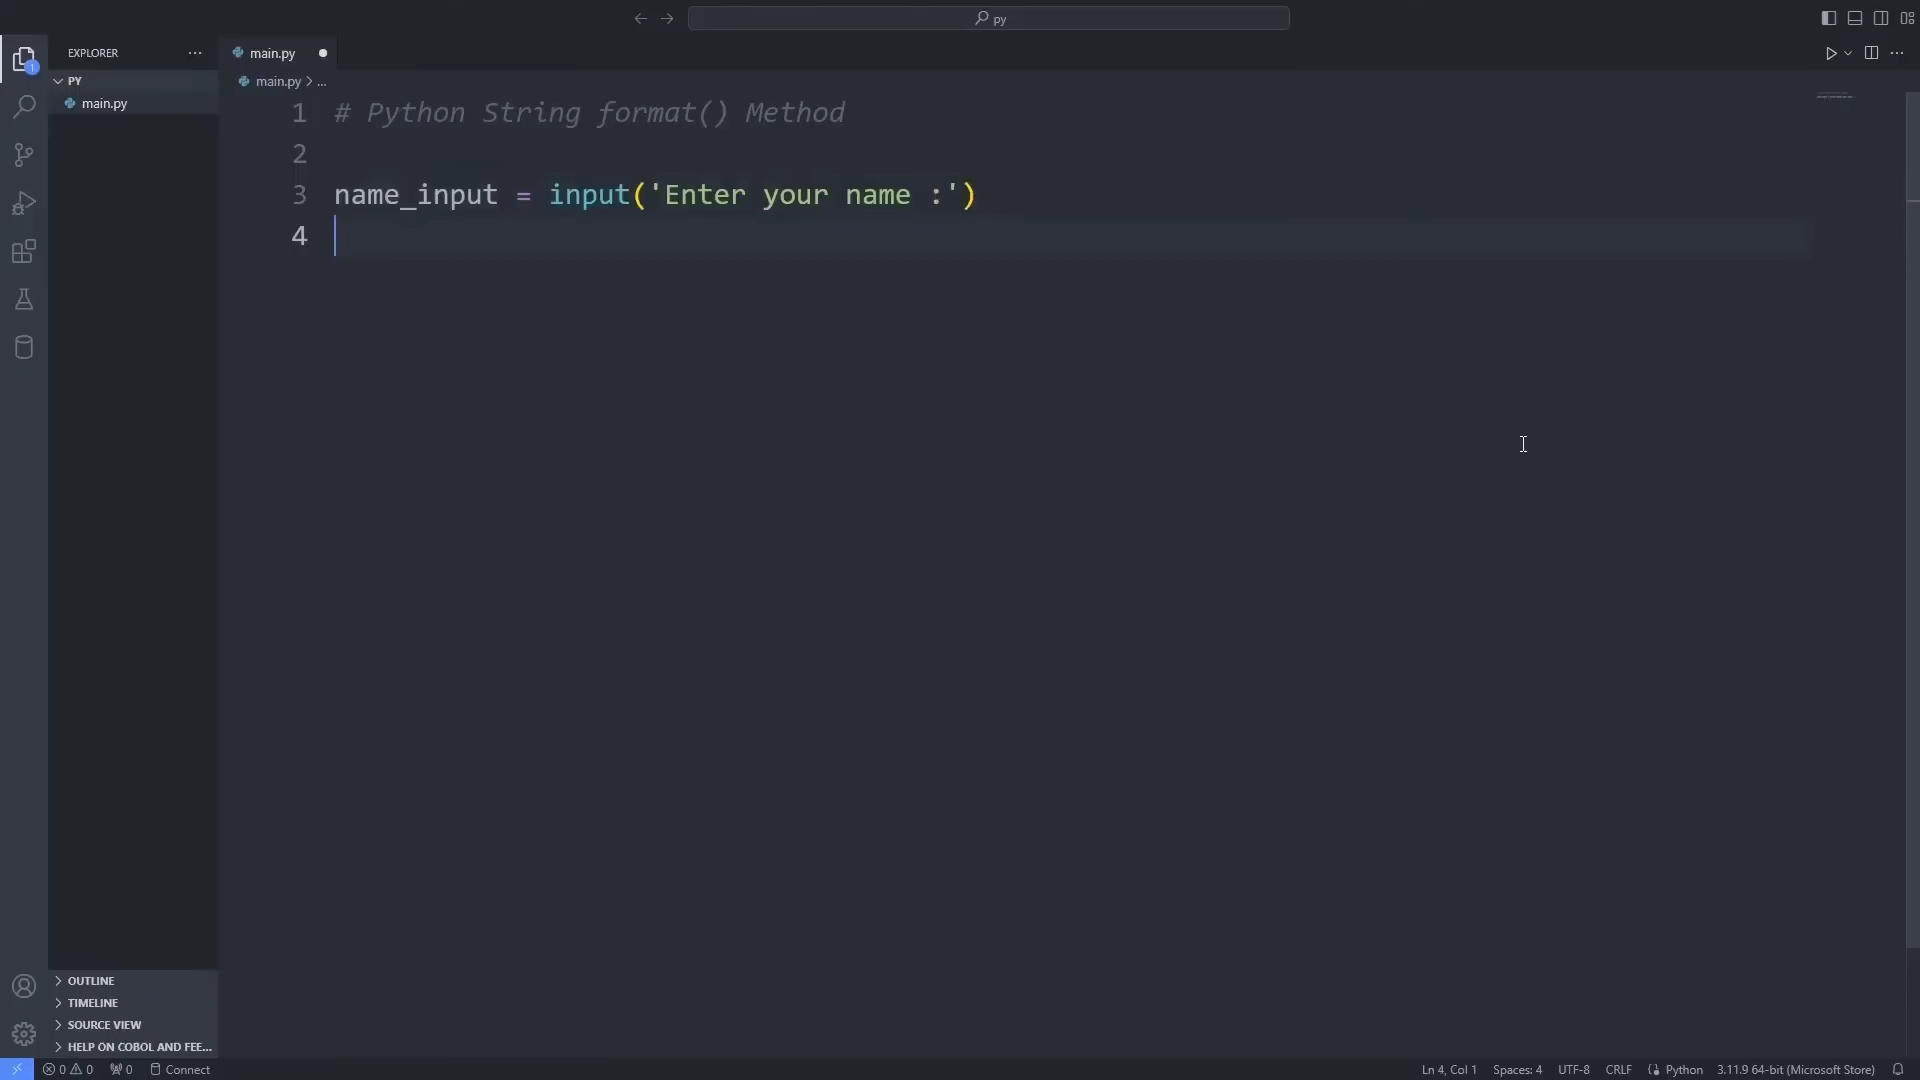 py
EXPLORER ...
main.py
PY
main.py > ...
main.py
1 # Python String format() Method
2
3 name_input = input('Enter your name :')
4
OUTLINE
TIMELINE
SOURCE VIEW
HELP ON COBOL AND FEE...
0 0 0 Connect
Ln 4, Col 1 Spaces: 4 UTF-8 CRLF Python 3.11.9 64-bit (Microsoft Store)